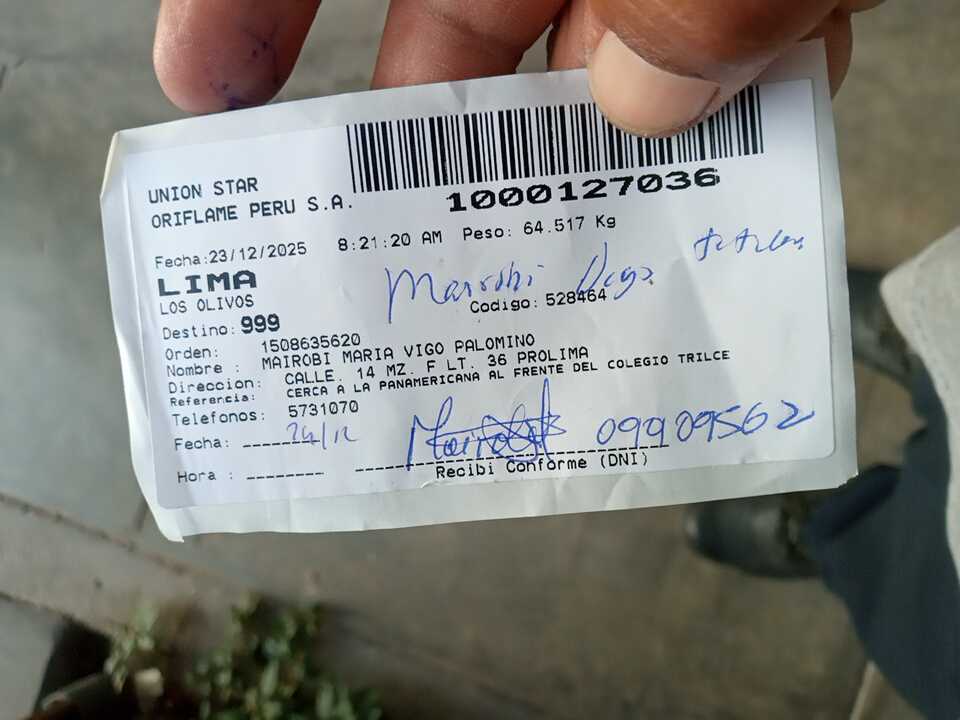 UNION STAR
ORIFLAME PERU S.A.
1000127036
Fecha:23/12/2025 8:21:20 AM Peso: 64.517 Kg
LIMA
LOS OLIVOS
Mairobi Vigo
Codigo: 528464
Destino: 999
Orden: 1508635620
Nombre : MAIROBI MARIA VIGO PALOMINO
Direccion: CALLE. 14 MZ. F LT. 36 PROLIMA
Referencia: CERCA A LA PANAMERICANA AL FRENTE DEL COLEGIO TRILCE
Telefonos: 5731070
Fecha: 24/12
09909562
Hora :
Recibi Conforme (DNI)